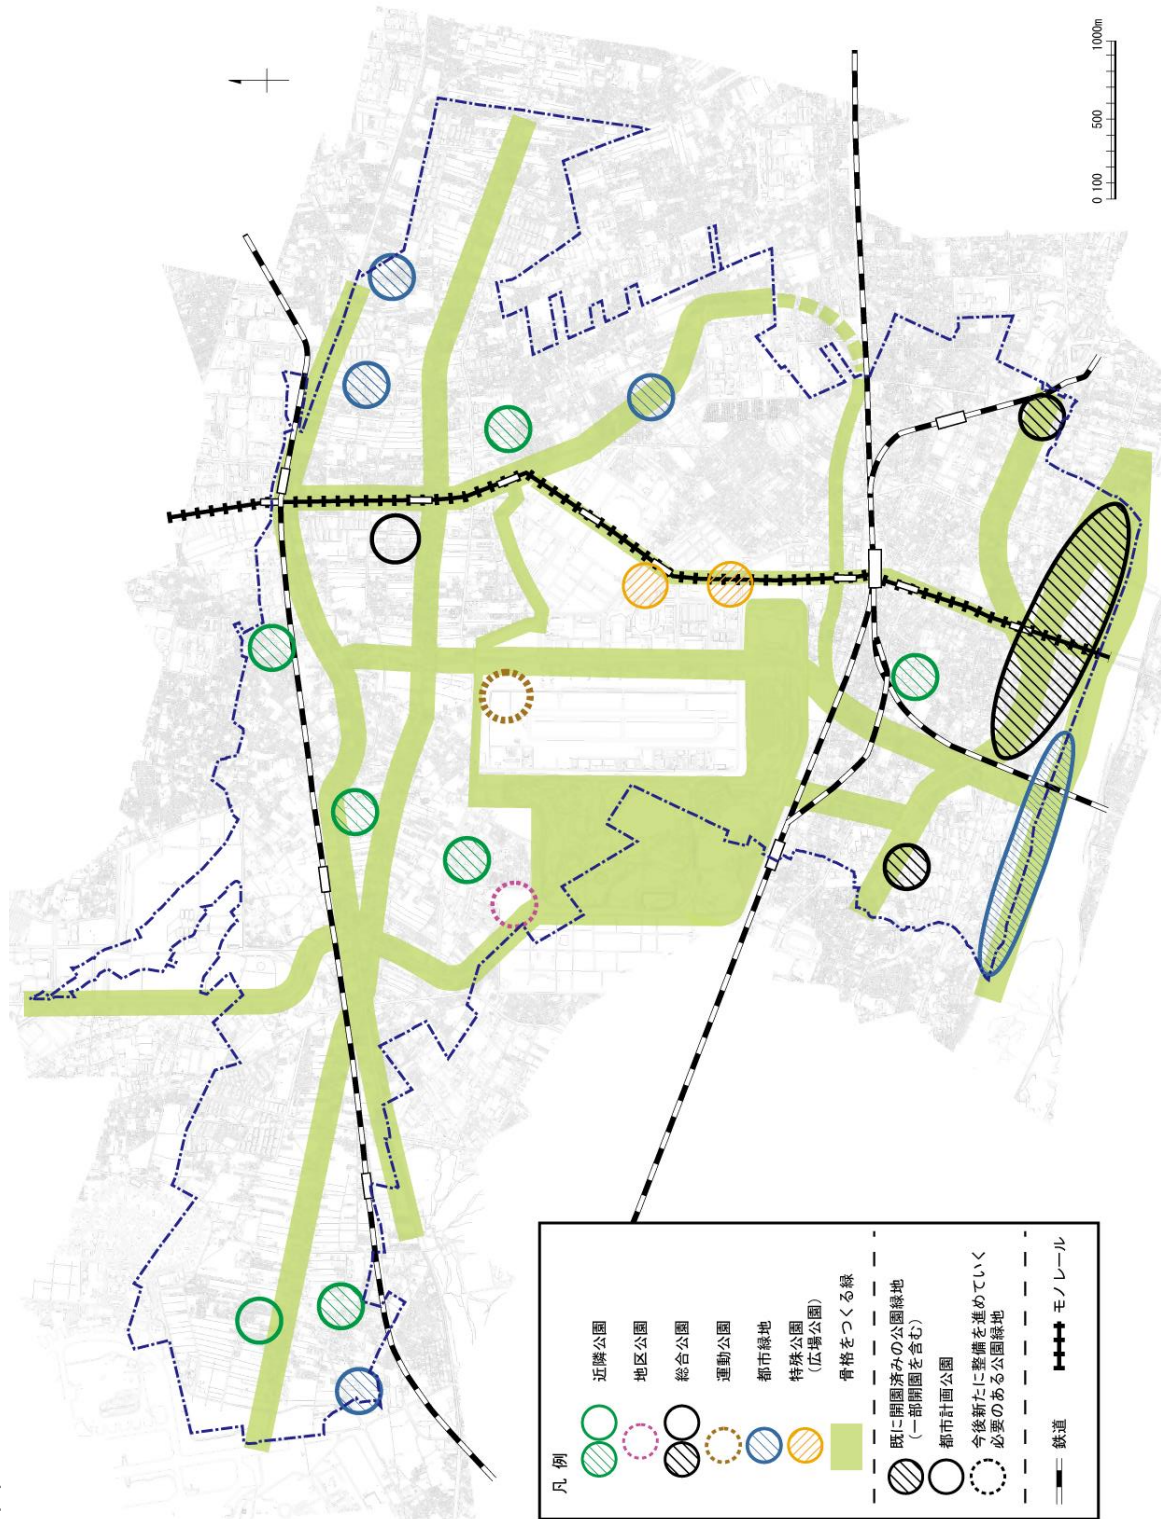 0 100 500 1000m
凡 例
近隣公園
地区公園
総合公園
運動公園
都市緑地
特殊公園
（広場公園）
骨格をつくる緑
既に開園済みの公園緑地
（一部開園を含む）
都市計画公園
今後新たに整備を進めていく
必要のある公園緑地
鉄道
モノレール